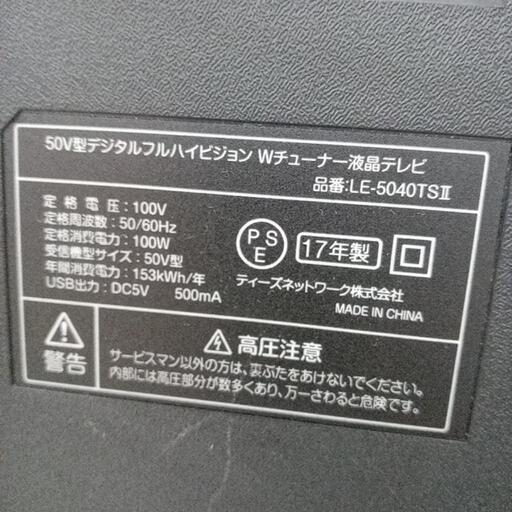 50V型デジタルフルハイビジョン Wチューナー液晶テレビ
品番:LE-5040TSⅡ
定格電圧:100V
定格周波数:50/60Hz
定格消費電力:100W
受信機型サイズ:50V型
年間消費電力:153kWh/年
USB出力:DC5V 500mA
PSE
17年製
ティーズネットワーク株式会社
MADE IN CHINA
警告
高圧注意
サービスマン以外の方は、裏ぶたをあけないでください。
内部には高圧部分が数多くあり、万一さわると危険です。